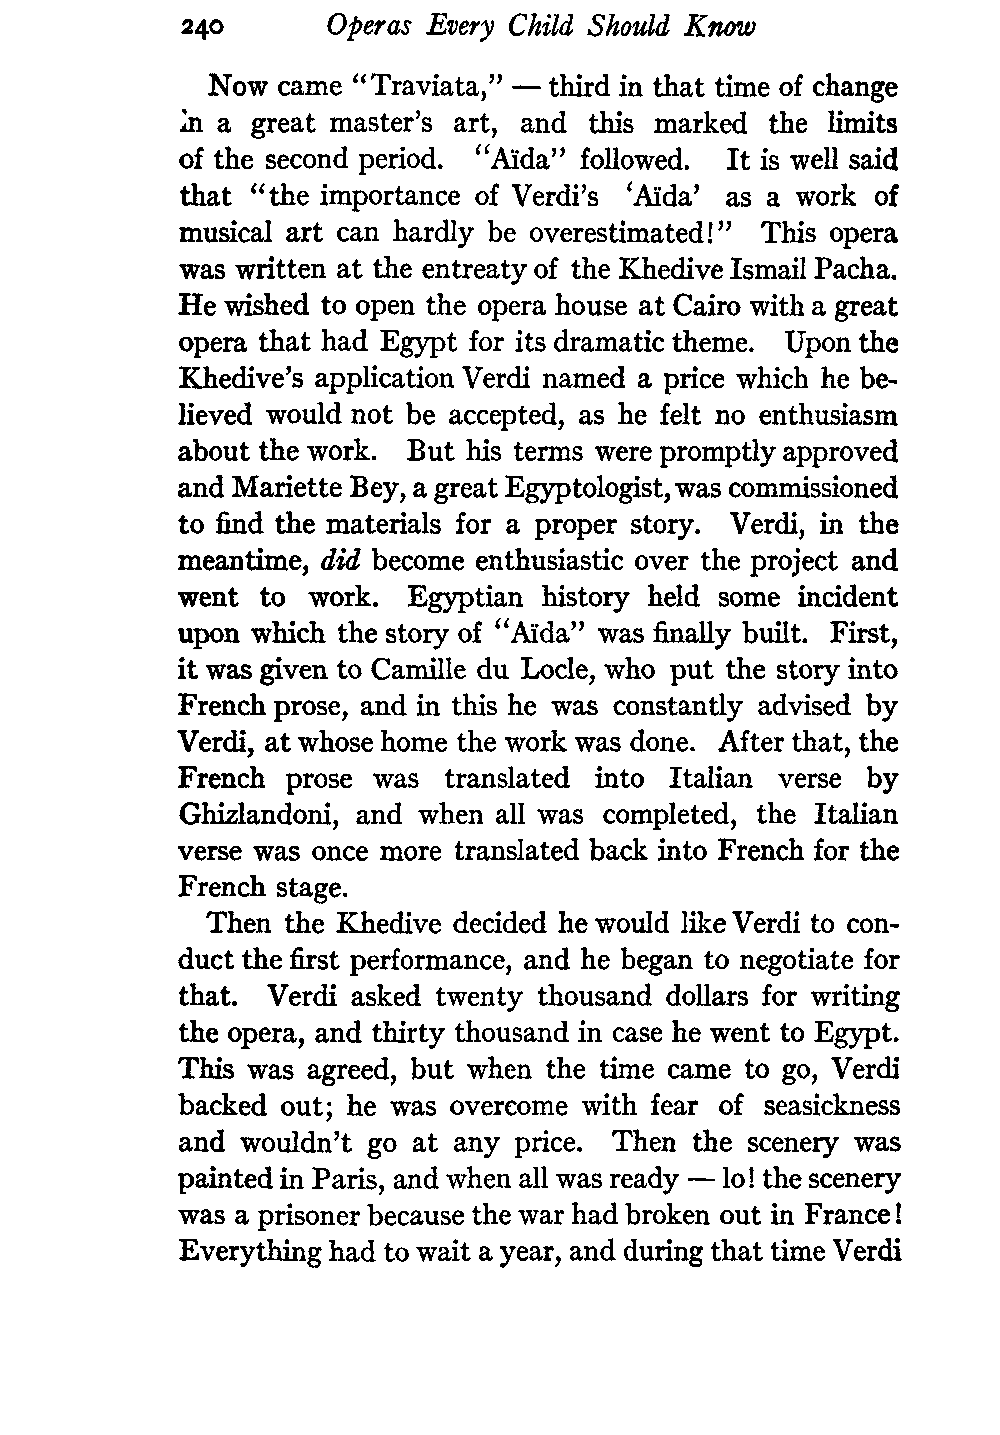 240 Operas Every Child Should Know
Now came "Traviata," — third in that time of change
in a great master's art, and this marked the limits
of the second period. "Aïda" followed. It is well said
that "the importance of Verdi's 'Aïda' as a work of
musical art can hardly be overestimated!" This opera
was written at the entreaty of the Khedive Ismail Pacha.
He wished to open the opera house at Cairo with a great
opera that had Egypt for its dramatic theme. Upon the
Khedive's application Verdi named a price which he be-
lieved would not be accepted, as he felt no enthusiasm
about the work. But his terms were promptly approved
and Mariette Bey, a great Egyptologist, was commissioned
to find the materials for a proper story. Verdi, in the
meantime, did become enthusiastic over the project and
went to work. Egyptian history held some incident
upon which the story of "Aïda" was finally built. First,
it was given to Camille du Locle, who put the story into
French prose, and in this he was constantly advised by
Verdi, at whose home the work was done. After that, the
French prose was translated into Italian verse by
Ghizlandoni, and when all was completed, the Italian
verse was once more translated back into French for the
French stage.
Then the Khedive decided he would like Verdi to con-
duct the first performance, and he began to negotiate for
that. Verdi asked twenty thousand dollars for writing
the opera, and thirty thousand in case he went to Egypt.
This was agreed, but when the time came to go, Verdi
backed out; he was overcome with fear of seasickness
and wouldn't go at any price. Then the scenery was
painted in Paris, and when all was ready — lo! the scenery
was a prisoner because the war had broken out in France!
Everything had to wait a year, and during that time Verdi